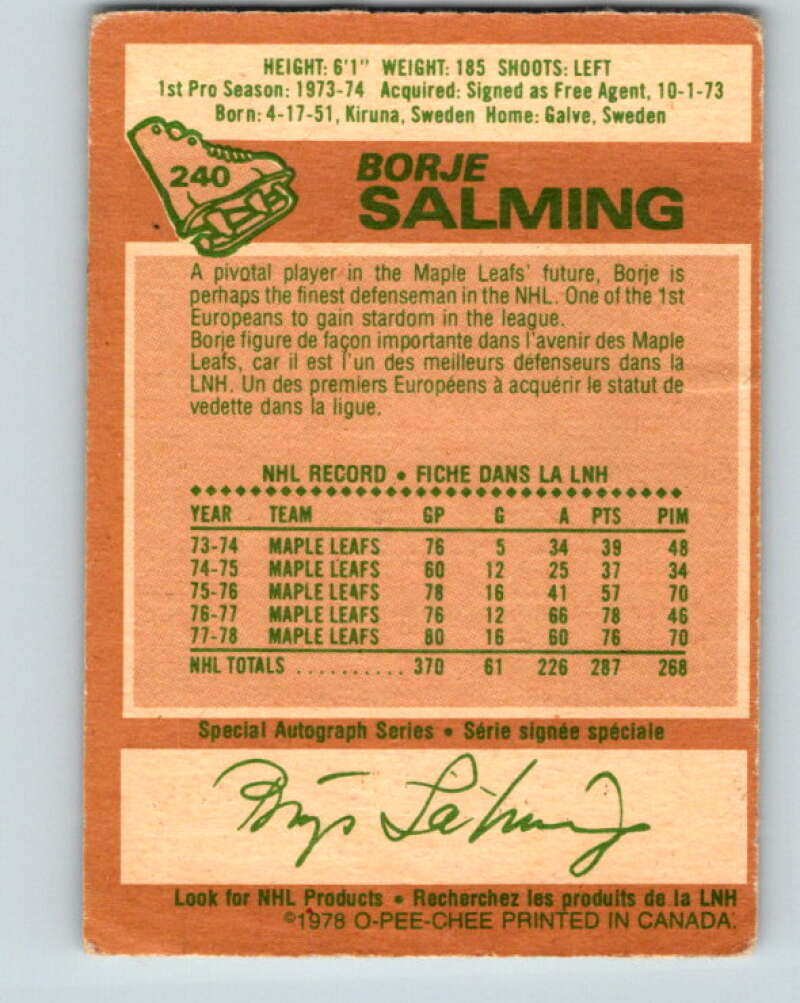 HEIGHT: 6'1" WEIGHT: 185 SHOOTS: LEFT
1st Pro Season: 1973-74 Acquired: Signed as Free Agent, 10-1-73
Born: 4-17-51, Kiruna, Sweden Home: Galve, Sweden
240
BORJE
SALMING
A pivotal player in the Maple Leafs' future, Borje is
perhaps the finest defenseman in the NHL. One of the 1st
Europeans to gain stardom in the league.
Borje figure de façon importante dans l'avenir des Maple
Leafs, car il est l'un des meilleurs défenseurs dans la
LNH. Un des premiers Européens à acquérir le statut de
vedette dans la ligue.
NHL RECORD • FICHE DANS LA LNH
YEAR TEAM GP G A PTS PIM
73-74 MAPLE LEAFS 76 5 34 39 48
74-75 MAPLE LEAFS 60 12 25 37 34
75-76 MAPLE LEAFS 78 16 41 57 70
76-77 MAPLE LEAFS 76 12 66 78 46
77-78 MAPLE LEAFS 80 16 60 76 70
NHL TOTALS .......... 370 61 226 287 268
Special Autograph Series • Série signée spéciale
Börje Salming
Look for NHL Products • Recherchez les produits de la LNH
©1978 O-PEE-CHEE PRINTED IN CANADA.